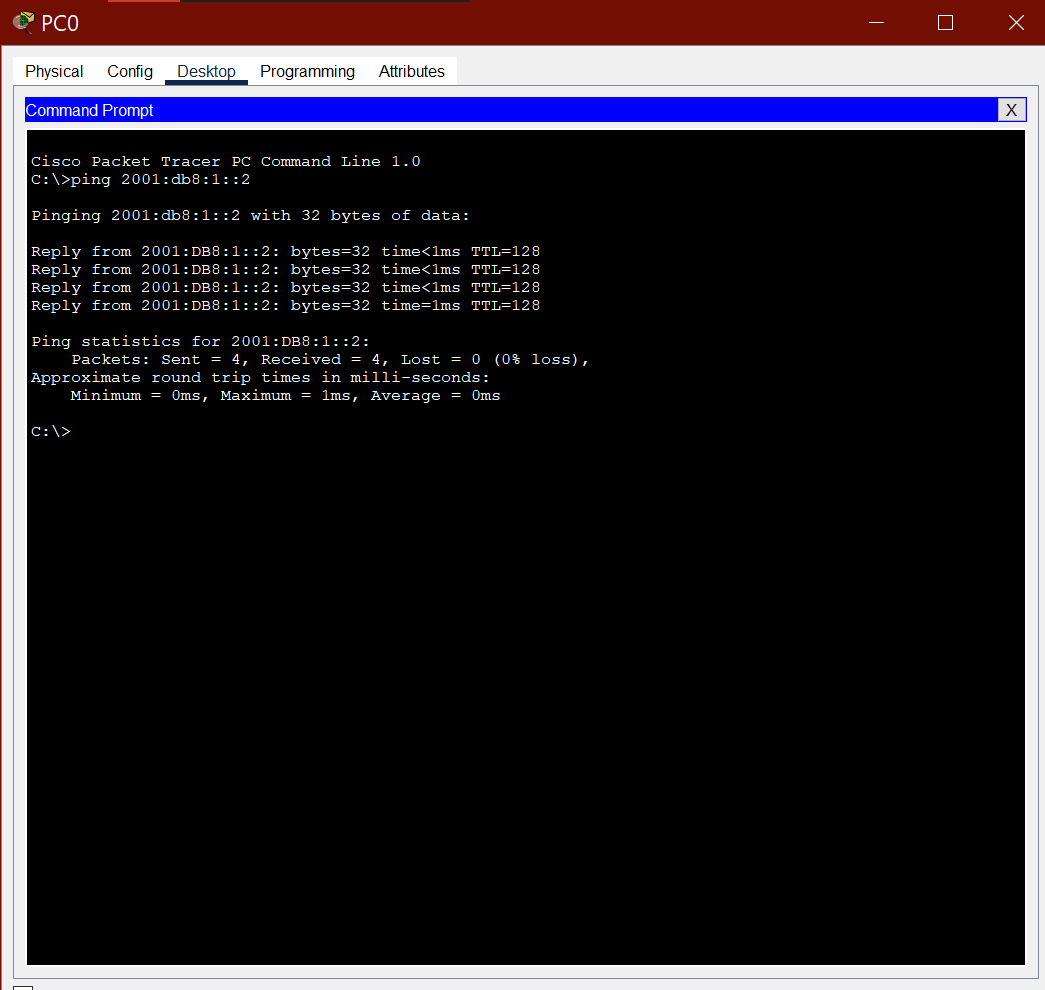 PC0
Physical Config Desktop Programming Attributes
Command Prompt X
Cisco Packet Tracer PC Command Line 1.0
C:\>ping 2001:db8:1::2
Pinging 2001:db8:1::2 with 32 bytes of data:
Reply from 2001:DB8:1::2: bytes=32 time<1ms TTL=128
Reply from 2001:DB8:1::2: bytes=32 time<1ms TTL=128
Reply from 2001:DB8:1::2: bytes=32 time<1ms TTL=128
Reply from 2001:DB8:1::2: bytes=32 time=1ms TTL=128
Ping statistics for 2001:DB8:1::2:
Packets: Sent = 4, Received = 4, Lost = 0 (0% loss),
Approximate round trip times in milli-seconds:
Minimum = 0ms, Maximum = 1ms, Average = 0ms
C:\>